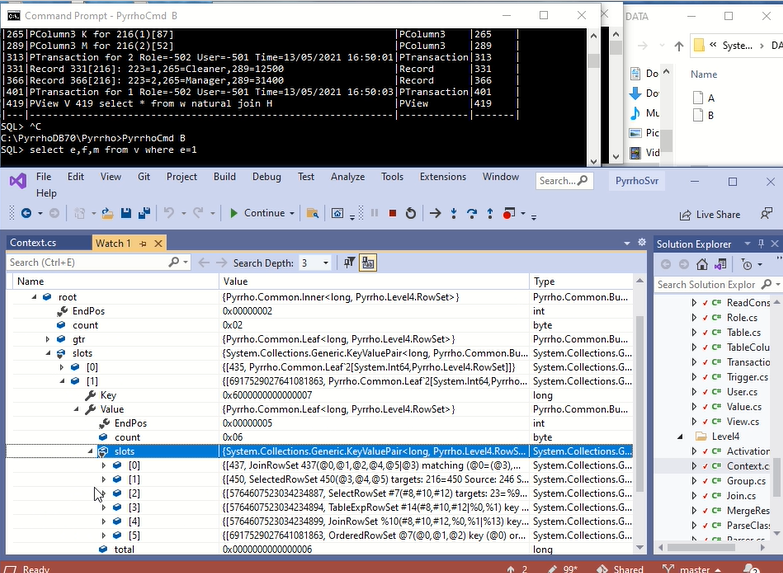 Command Prompt - PyrrhoCmd B
|265|PColumn3 K for 216(1)[87] |PColumn3 |265 |
|289|PColumn3 M for 216(2)[52] |PColumn3 |289 |
|313|PTransaction for 2 Role=-502 User=-501 Time=13/05/2021 16:50:01|PTransaction|313 |
|331|Record 331[216]: 223=1,265=Cleaner,289=12500 |Record |331 |
|366|Record 366[216]: 223=2,265=Manager,289=31400 |Record |366 |
|401|PTransaction for 1 Role=-502 User=-501 Time=13/05/2021 16:50:03|PTransaction|401 |
|419|PView V 419 select * from w natural join H |PView |419 |
SQL> ^C
C:\PyrrhoDB70\Pyrrho>PyrrhoCmd B
SQL> select e,f,m from v where e=1
DATA
Syste... > DA
Name
A
B
Do
Dov
Mu
Pic
Vid
File Edit View Git Project Build Debug Test Analyze Tools Extensions Window
Help
Search...
PyrrhoSvr
Continue
Live Share
Context.cs Watch 1
Search (Ctrl+E) Search Depth: 3
Name Value Type
root {Pyrrho.Common.Inner<long, Pyrrho.Level4.RowSet>} Pyrrho.Common.Bu...
EndPos 0x00000002 int
count 0x02 byte
gtr {Pyrrho.Common.Leaf<long, Pyrrho.Level4.RowSet>} Pyrrho.Common.Bu...
slots {System.Collections.Generic.KeyValuePair<long, Pyrrho.Common.Bu... System.Collections.G...
[0] {[435, Pyrrho.Common.Leaf`2[System.Int64,Pyrrho.Level4.RowSet]]} System.Collections.G...
[1] {[6917529027641081863, Pyrrho.Common.Leaf`2[System.Int64,Pyrrho... System.Collections.G...
Key 0x6000000000000007 long
Value {Pyrrho.Common.Leaf<long, Pyrrho.Level4.RowSet>} Pyrrho.Common.Bu...
EndPos 0x00000005 int
count 0x06 byte
slots {System.Collections.Generic.KeyValuePair<long, Pyrrho.Level4.RowS... System.Collections.G...
[0] {[437, JoinRowSet 437(@0,@1,@2,@4,@5|@3) matching (@0=(@3),... System.Collections.G...
[1] {[450, SelectedRowSet 450(@3,@4,@5) targets: 216=450 Source: 246 S... System.Collections.G...
[2] {[5764607523034234887, SelectRowSet #7(#8,#10,#12) targets: 23=%9... System.Collections.G...
[3] {[5764607523034234894, TableExpRowSet #14(#8,#10,#12|%0,%1) key ... System.Collections.G...
[4] {[5764607523034234899, JoinRowSet %10(#8,#10,#12,%0,%1|%13) key... System.Collections.G...
[5] {[6917529027641081863, OrderedRowSet @7(@0,@1,@2) key (@0) or... System.Collections.G...
total 0x0000000000000006 long
Solution Explorer
Search Solution Explor
ReadCons
Role.cs
Table.cs
TableColu
Transactio
Trigger.cs
User.cs
Value.cs
View.cs
Level4
Activation
Context.c
Group.cs
Join.cs
MergeRes
ParseClass
Parser.cs
Ready 2 99* Shared master